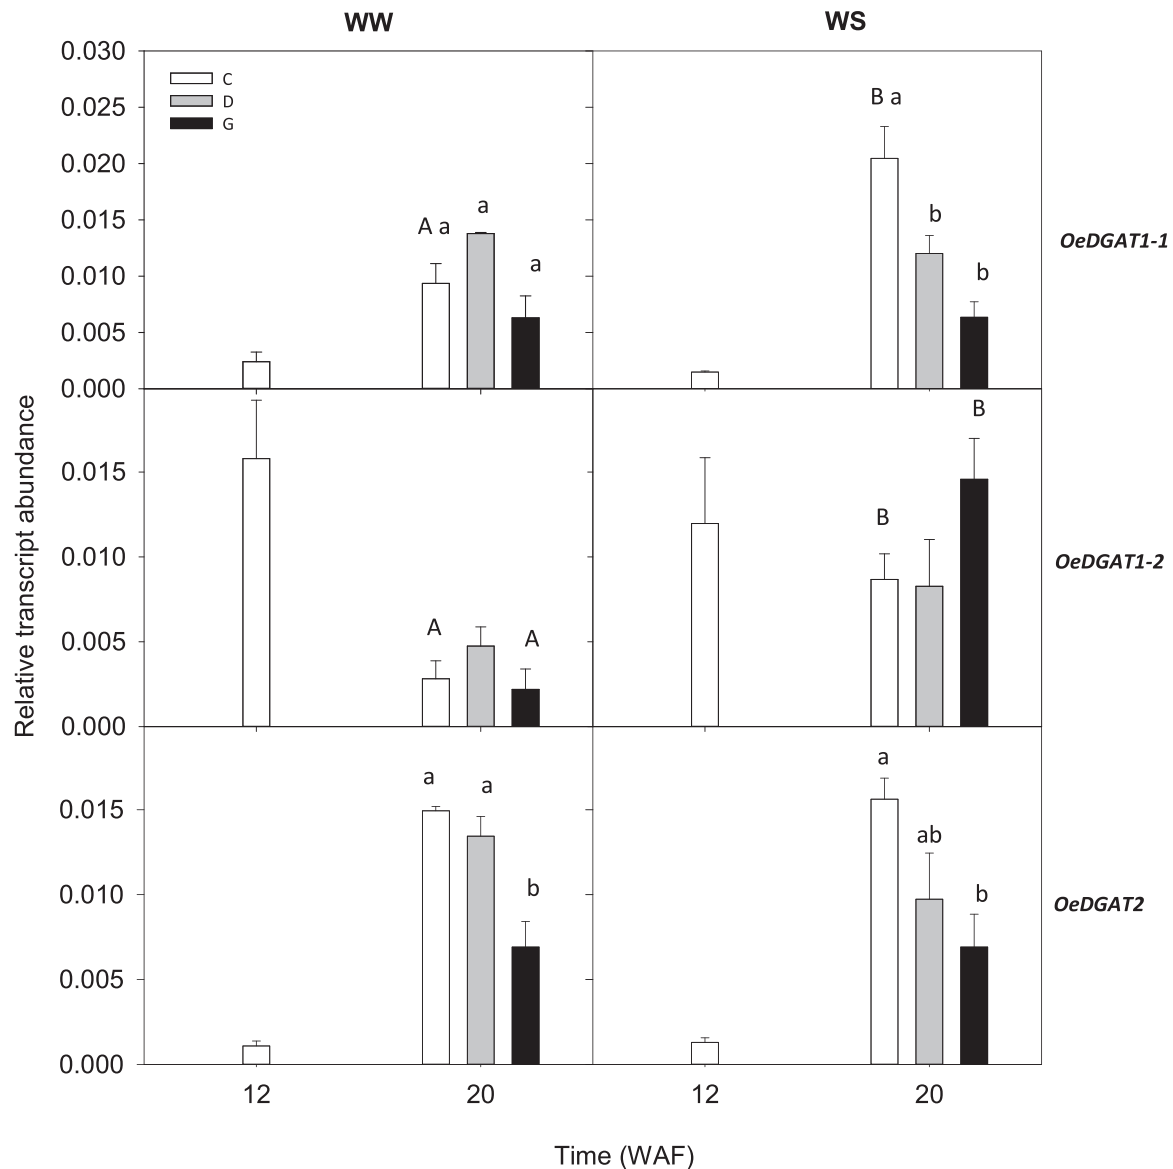 WW WS
0.030
C
D
G
0.025
B a
0.020
0.015
A a a
b
OeDGAT1-1
0.010
a
b
0.005
0.000
B
0.015
B
0.010
OeDGAT1-2
0.005
A A
0.000
a a
a
0.015
ab
0.010
b
b
OeDGAT2
0.005
0.000
12 20 12 20
Time (WAF)
Relative transcript abundance